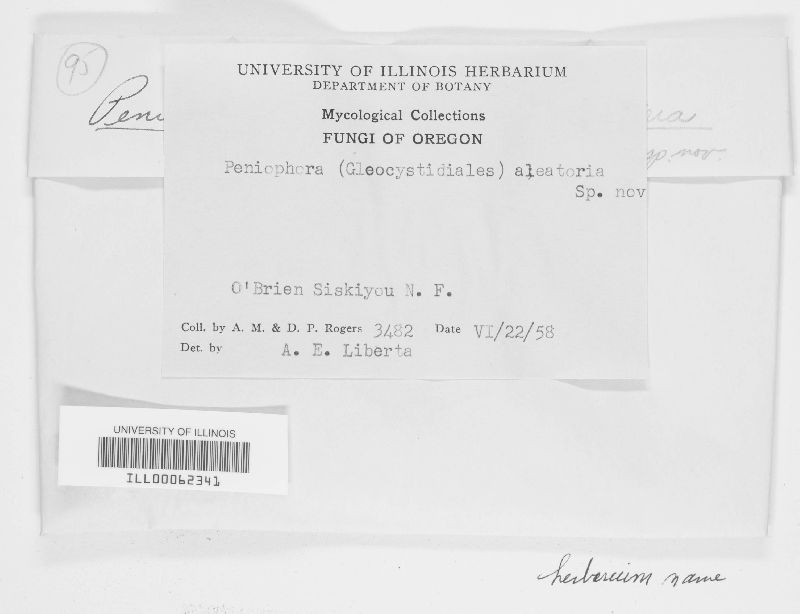 95
UNIVERSITY OF ILLINOIS HERBARIUM
DEPARTMENT OF BOTANY
Mycological Collections
FUNGI OF OREGON
Peniophora (Gleocystidiales) aleatoria
Sp. nov
Peni
sp. nov.
O'Brien Siskiyou N. F.
Coll. by A. M. & D. P. Rogers 3482 Date VI/22/58
Det. by A. E. Liberta
UNIVERSITY OF ILLINOIS
ILL00062341
herbarium name